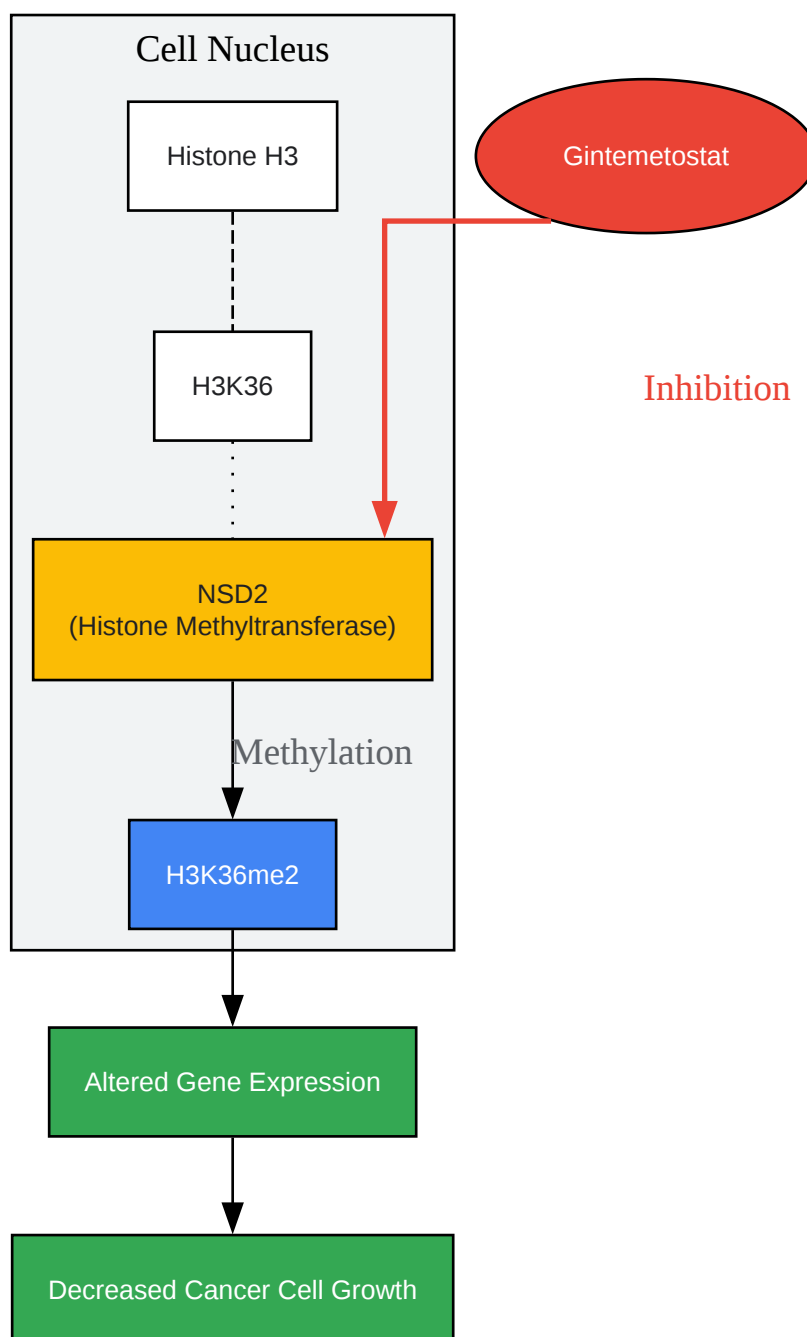 Cell Nucleus
Histone H3
Gintemetostat
H3K36
Inhibition
NSD2
(Histone Methyltransferase)
Methylation
H3K36me2
Altered Gene Expression
Decreased Cancer Cell Growth